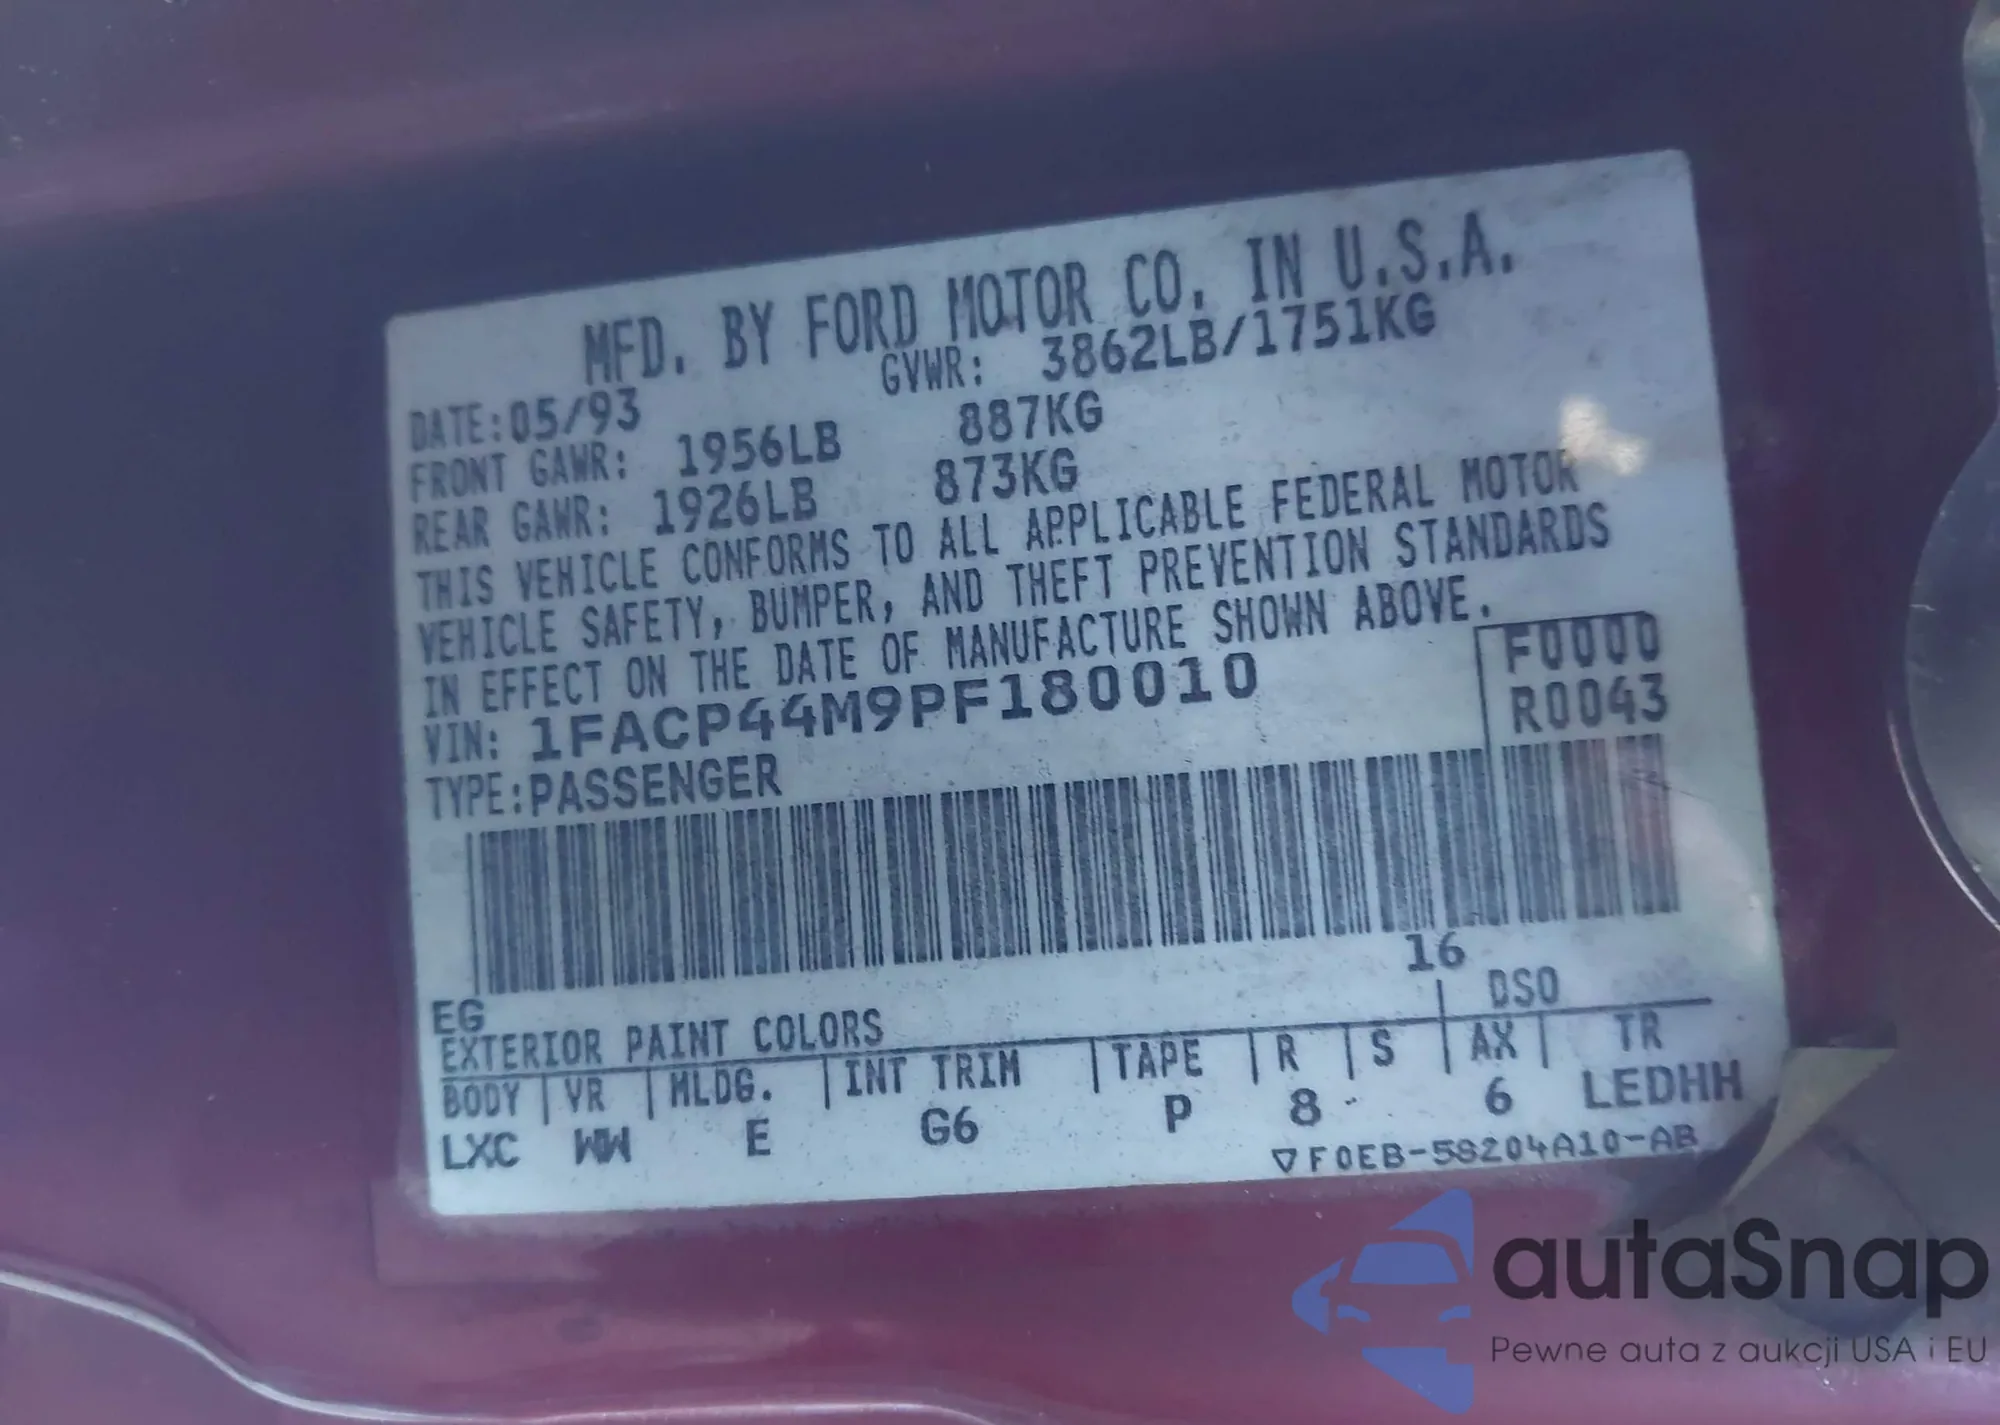 MFD. BY FORD MOTOR CO. IN U.S.A.
DATE:05/93 GVWR: 3862LB/1751KG
FRONT GAWR: 1956LB 887KG
REAR GAWR: 1926LB 873KG
THIS VEHICLE CONFORMS TO ALL APPLICABLE FEDERAL MOTOR
VEHICLE SAFETY, BUMPER, AND THEFT PREVENTION STANDARDS
IN EFFECT ON THE DATE OF MANUFACTURE SHOWN ABOVE.
VIN: 1FACP44M9PF180010 F0000
TYPE:PASSENGER R0043
16
EG DSO
EXTERIOR PAINT COLORS
BODY VR MLDG. INT TRIM TAPE R S AX TR
LXC WW E G6 P 8 6 LEDHH
▽F0EB-5S204A10-AB
autaSnap
Pewne auta z aukcji USA i EU